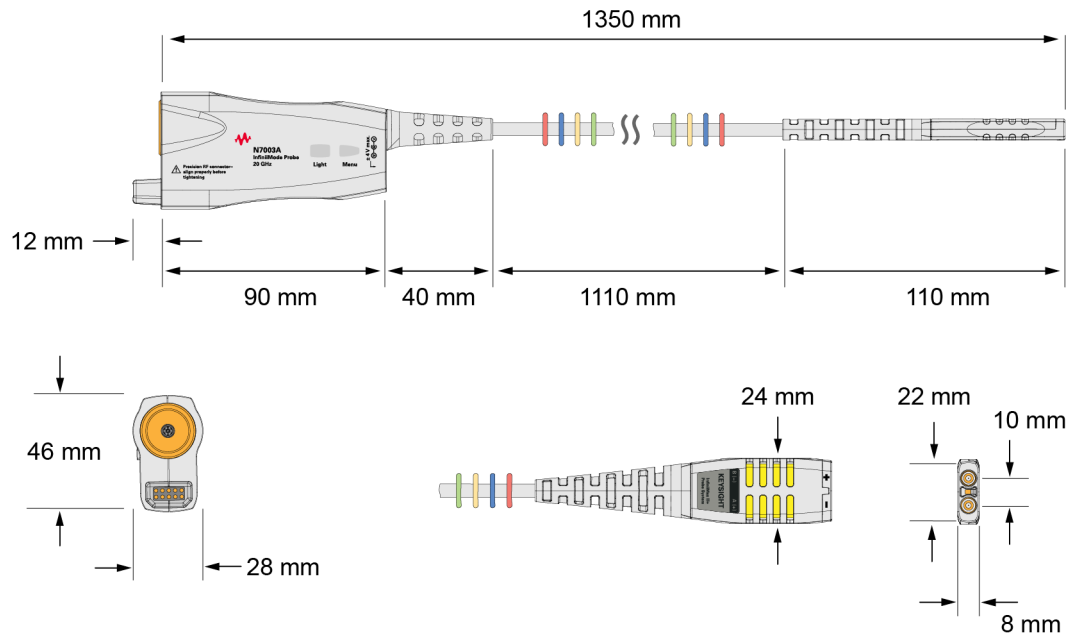 1350 mm
N7003A
InfiniiMode Probe
20 GHz
Light
Menu
Precision RF connector—
align properly before
tightening
12 mm
90 mm
40 mm
1110 mm
110 mm
46 mm
28 mm
24 mm
KEYSIGHT
+
-
22 mm
10 mm
8 mm